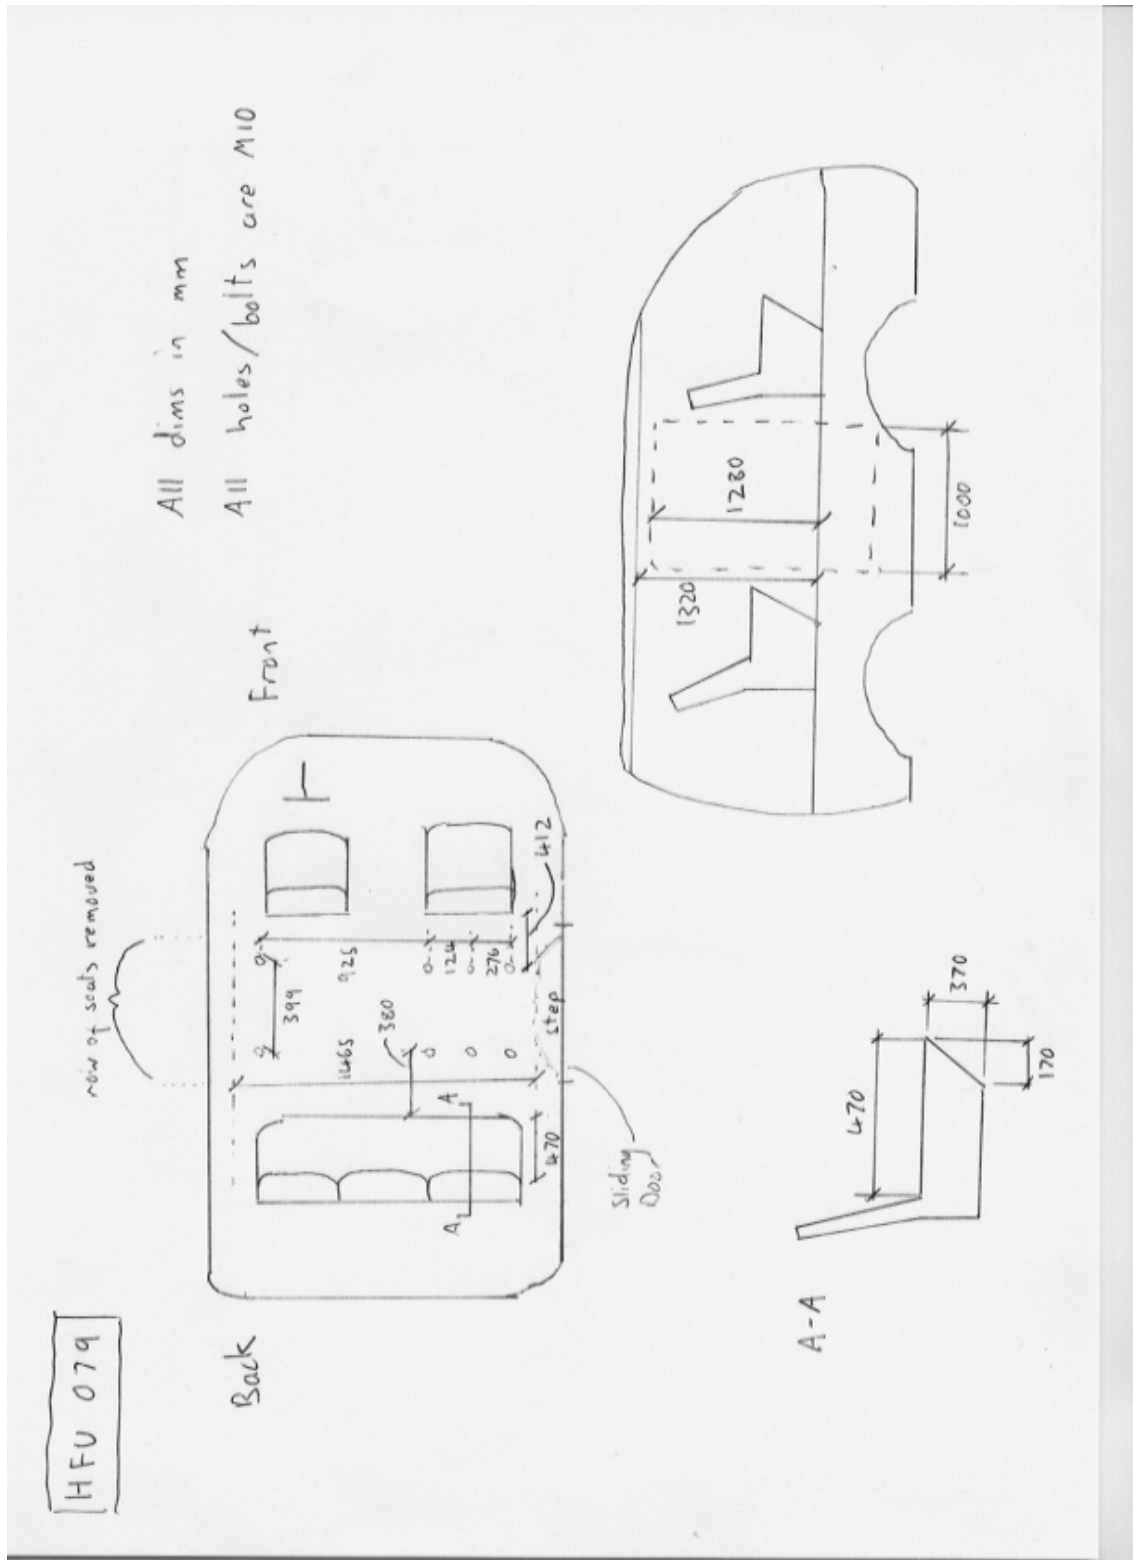 HFU 079
All dims in mm
All holes/bolts are M10
row of seats removed
Back
Front
399
925
124
276
412
1465
380
step
A
A
470
Sliding
Door
1320
1280
1000
A-A
470
370
170